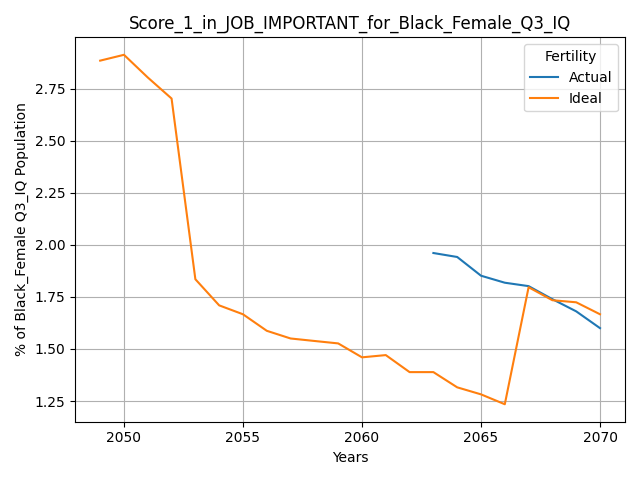 Score_1_in_JOB_IMPORTANT_for_Black_Female_Q3_IQ
Fertility
Actual
Ideal
% of Black_Female Q3_IQ Population
2.75
2.50
2.25
2.00
1.75
1.50
1.25
2050
2055
2060
2065
2070
Years